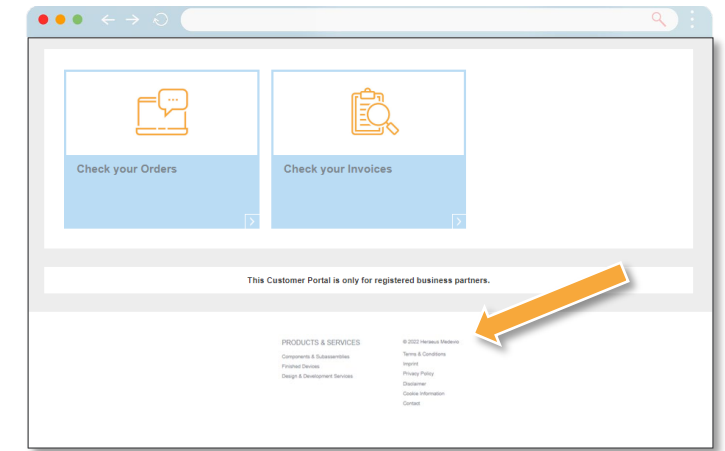 Check your Orders
Check your Invoices
This Customer Portal is only for registered business partners.
PRODUCTS & SERVICES
Components & Subassemblies
Finished Devices
Design & Development Services
© 2022 Heraeus Medevio
Terms & Conditions
Imprint
Privacy Policy
Disclaimer
Cookie Information
Contact